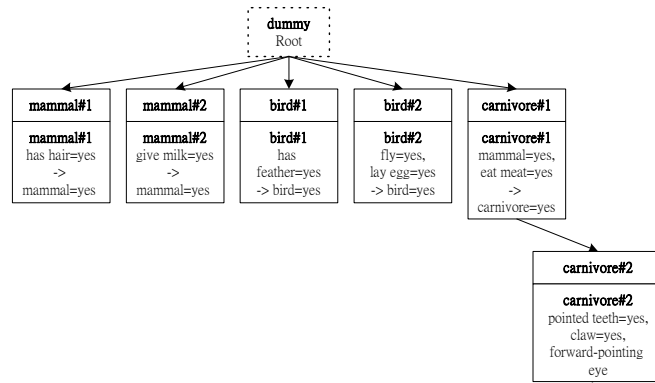 dummy
Root
mammal#1
mammal#1
has hair=yes
->
mammal=yes
mammal#2
mammal#2
give milk=yes
->
mammal=yes
bird#1
bird#1
has
feather=yes
-> bird=yes
bird#2
bird#2
fly=yes,
lay egg=yes
-> bird=yes
carnivore#1
carnivore#1
mammal=yes,
eat meat=yes
->
carnivore=yes
carnivore#2
carnivore#2
pointed teeth=yes,
claw=yes,
forward-pointing
eye